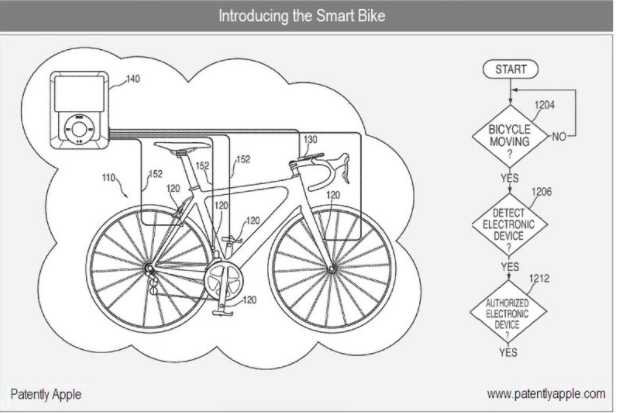 Introducing the Smart Bike
140
130
152
152
152
110
120
120
120
120
120
START
1204
BICYCLE
MOVING
?
NO
YES
1206
DETECT
ELECTRONIC
DEVICE
?
YES
1212
AUTHORIZED
ELECTRONIC
DEVICE
?
YES
Patently Apple
www.patentlyapple.com